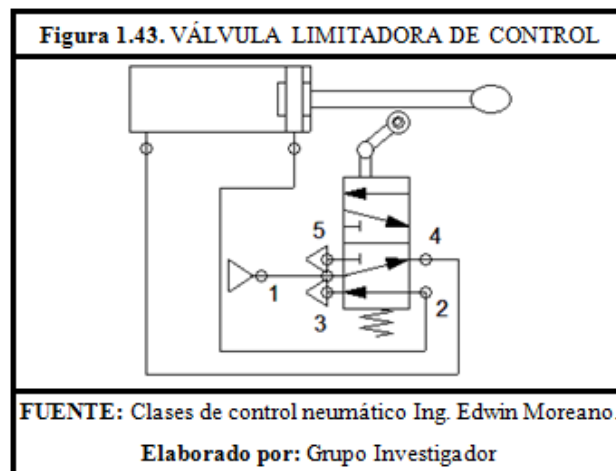 Figura 1.43. VÁLVULA LIMITADORA DE CONTROL
5
4
1
3
2
FUENTE: Clases de control neumático Ing. Edwin Moreano.
Elaborado por: Grupo Investigador